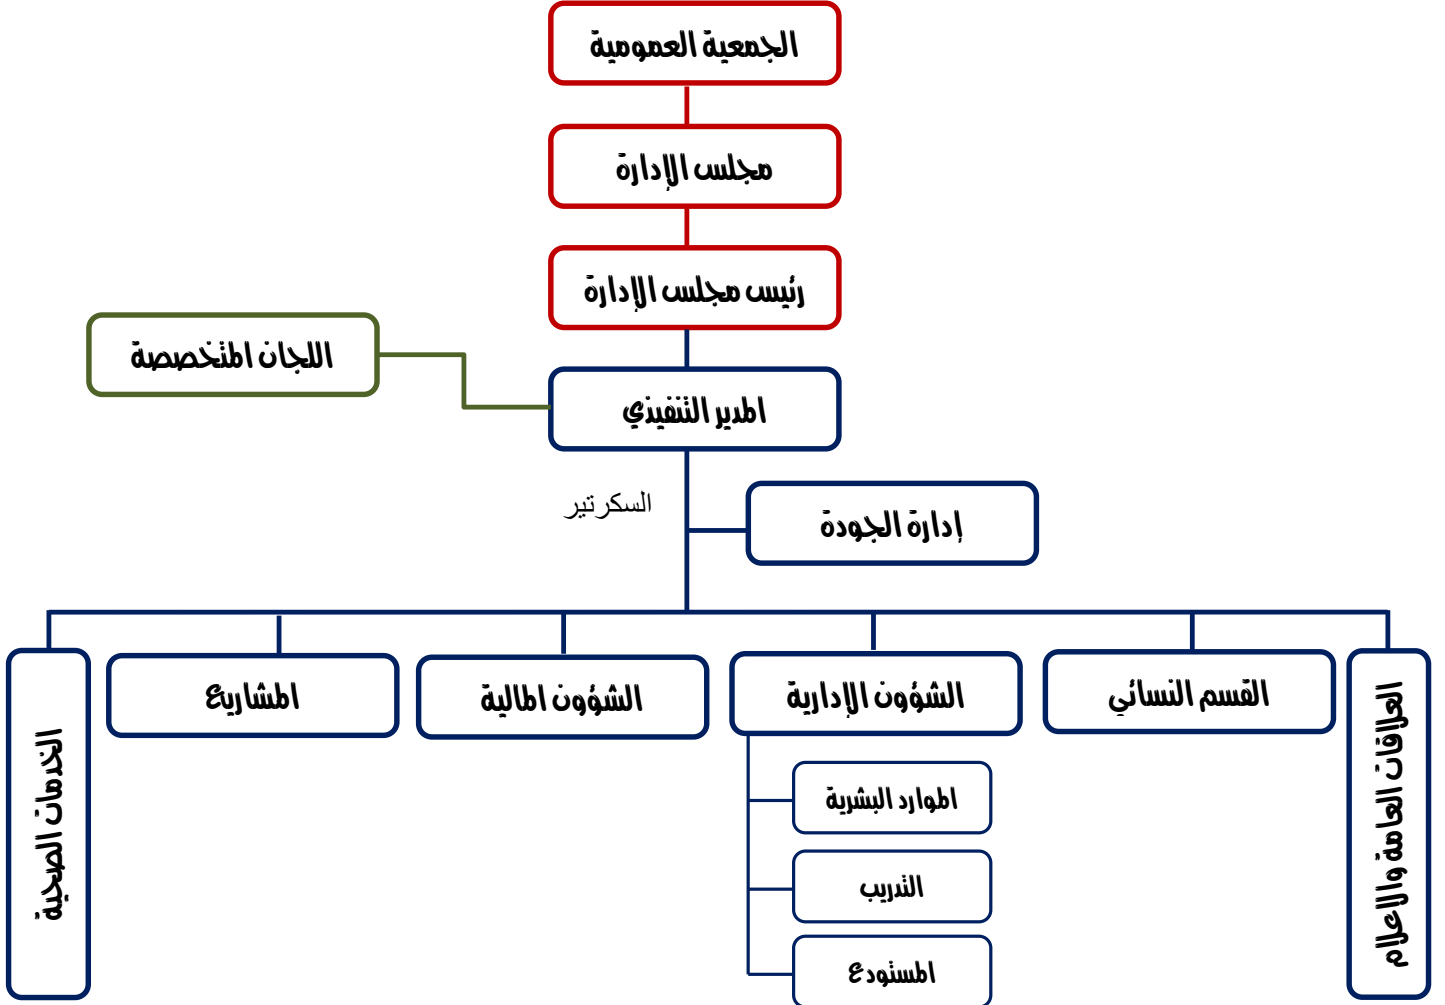 الجمعية العمومية
مجلس الإدارة
رئيس مجلس الإدارة
اللجان المتخصصة
المدير التنفيذي
السكرتير
إدارة الجودة
العلاقات العامة والاعلام
القسم النسائي
الشؤون الإدارية
الشؤون المالية
المشاريع
الخدمات الصحية
الموارد البشرية
التدريب
المستودع